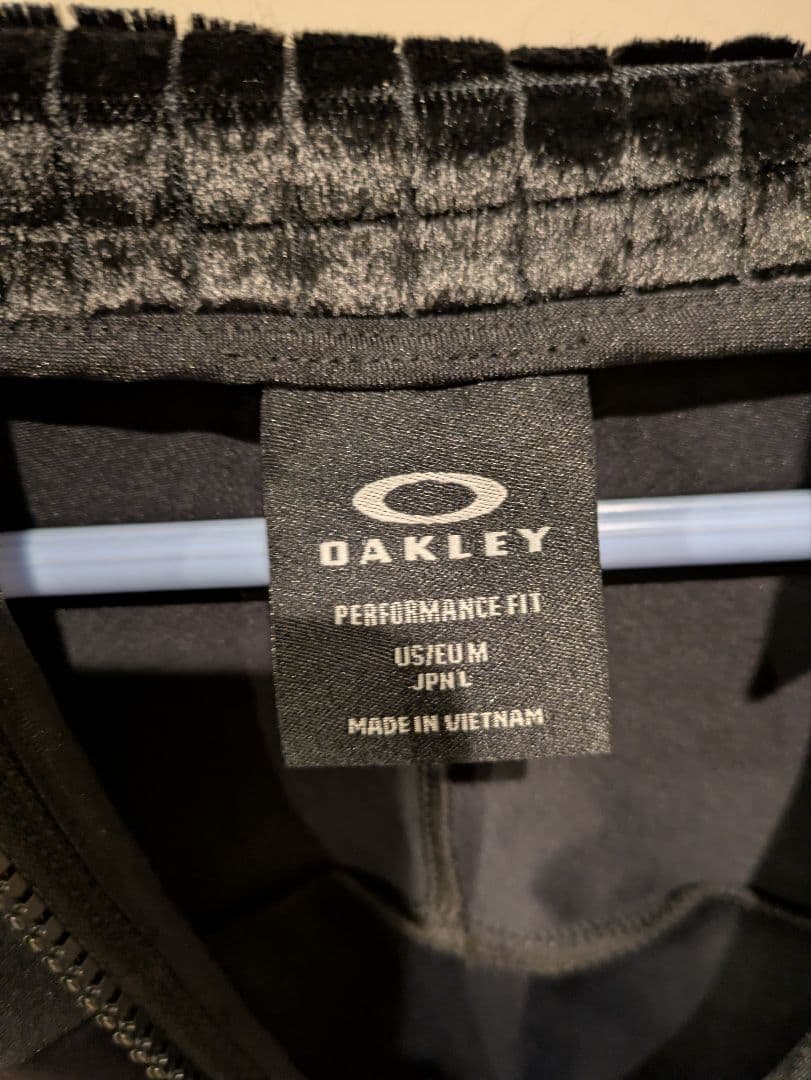 OAKLEY
PERFORMANCE FIT
US/EU M
JPN L
MADE IN VIETNAM